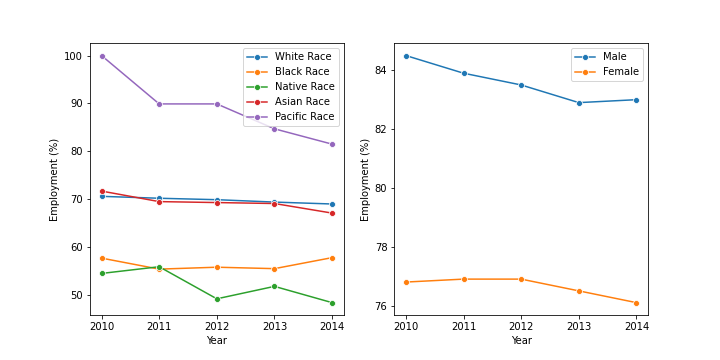 100
90
80
70
60
50
Employment (%)
2010 2011 2012 2013 2014
Year
White Race
Black Race
Native Race
Asian Race
Pacific Race
84
82
80
78
76
Employment (%)
2010 2011 2012 2013 2014
Year
Male
Female